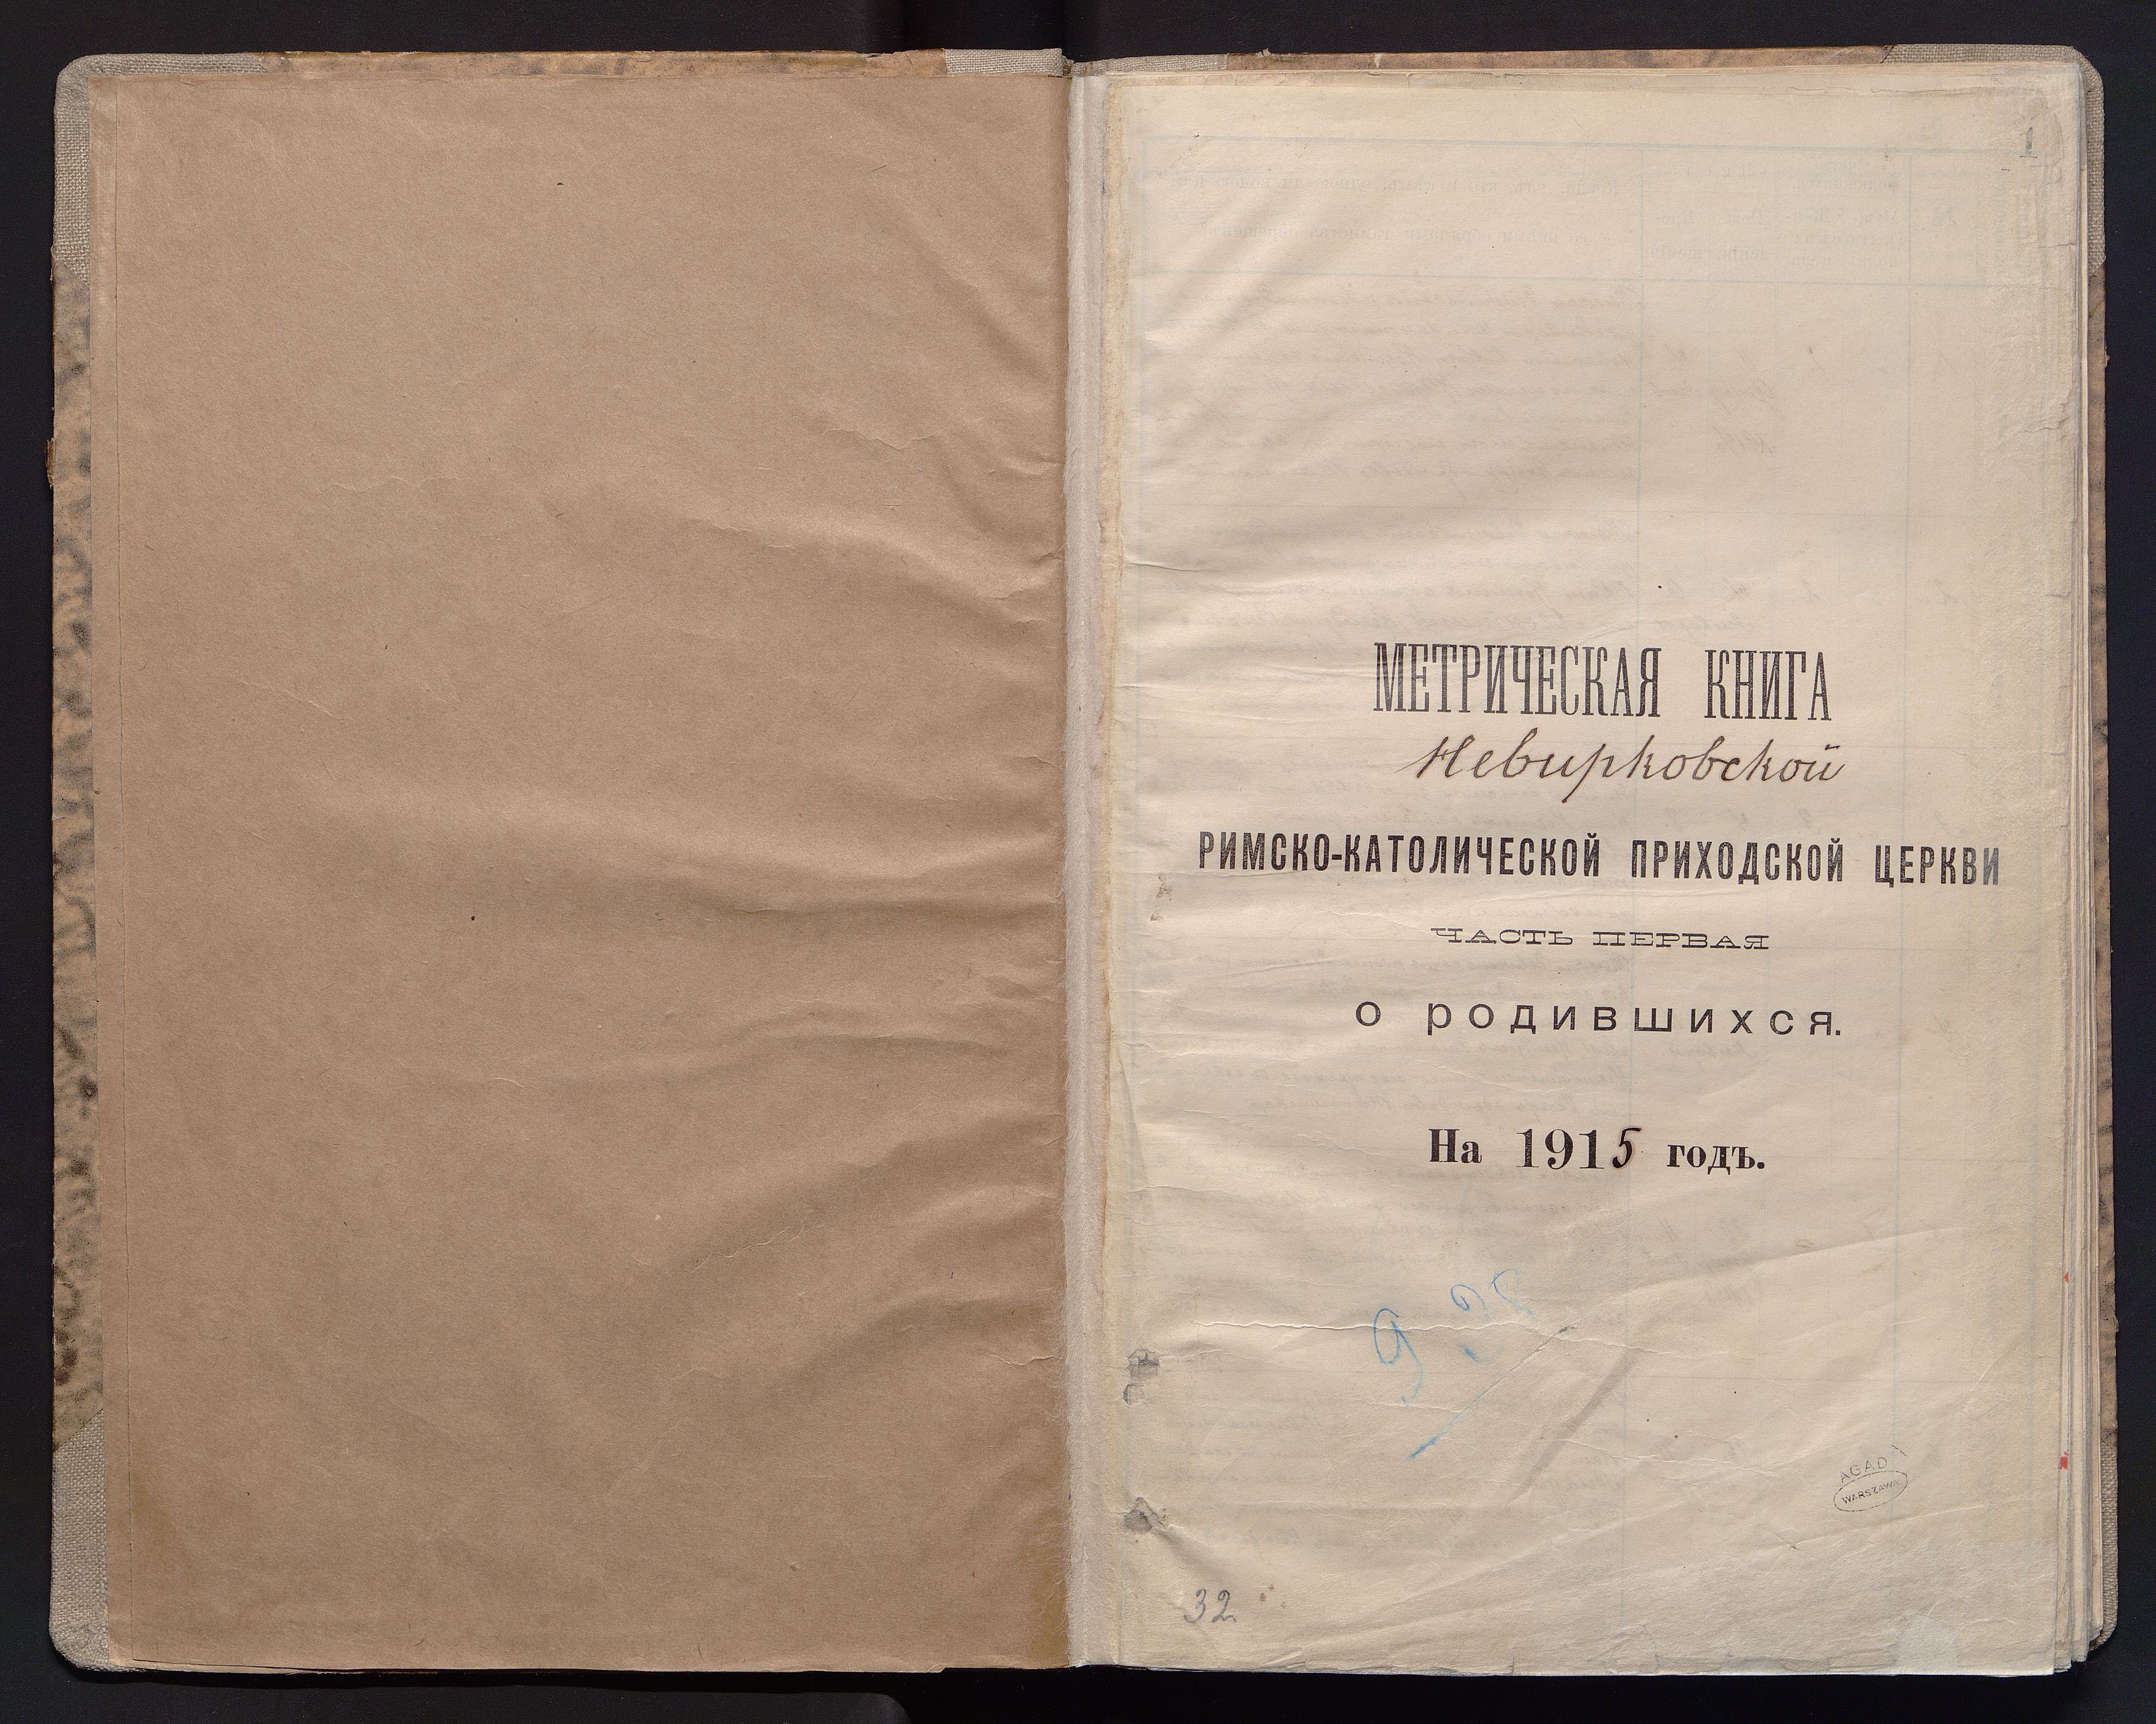 1
МЕТРИЧЕСКАЯ КНИГА
Невирковской
РИМСКО-КАТОЛИЧЕСКОЙ ПРИХОДСКОЙ ЦЕРКВИ
ЧАСТЬ ПЕРВАЯ
О РОДИВШИХСЯ.
На 1915 годъ.
AGAD
WARSZAWA
32